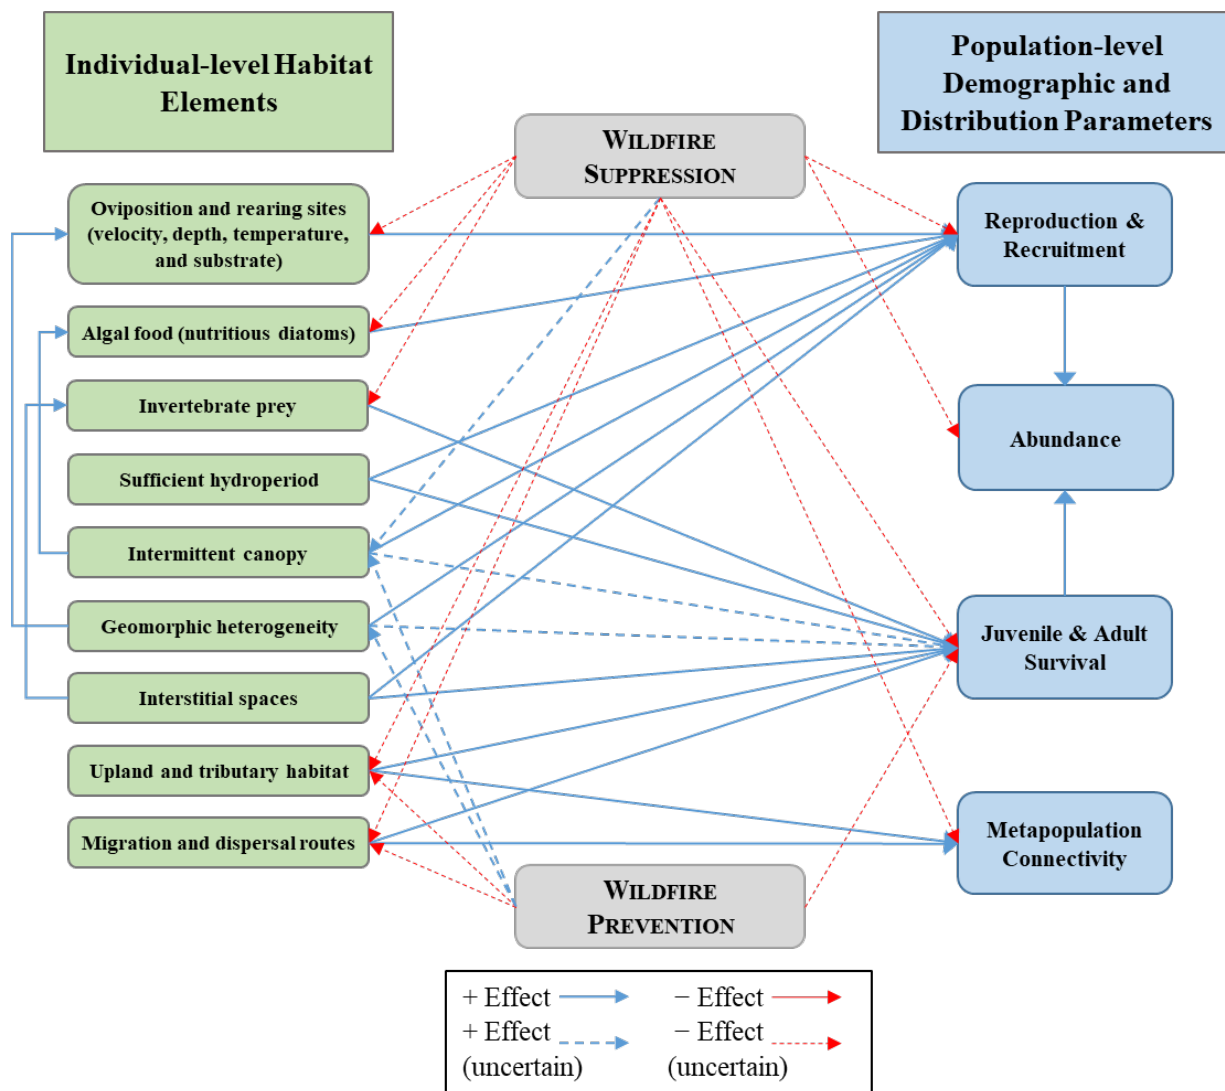 Individual-level Habitat
Elements
Population-level
Demographic and
Distribution Parameters
WILDFIRE
SUPPRESSION
Oviposition and rearing sites
(velocity, depth, temperature,
and substrate)
Reproduction &
Recruitment
Algal food (nutritious diatoms)
Invertebrate prey
Abundance
Sufficient hydroperiod
Intermittent canopy
Geomorphic heterogeneity
Juvenile & Adult
Survival
Interstitial spaces
Upland and tributary habitat
Migration and dispersal routes
Metapopulation
Connectivity
WILDFIRE
PREVENTION
+ Effect
− Effect
+ Effect
(uncertain)
− Effect
(uncertain)